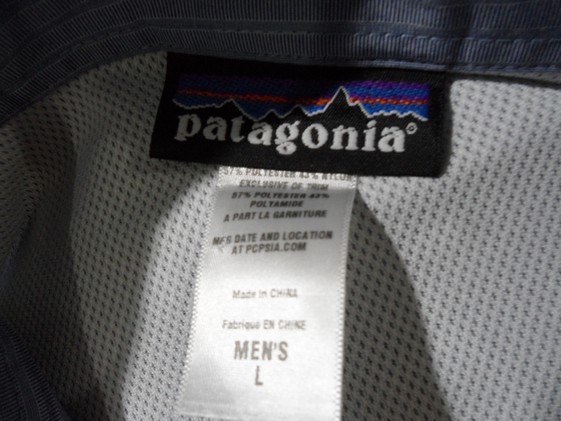 patagonia®
57% POLYESTER 43% NYLON
EXCLUSIVE OF TRIM
57% POLYESTER 43%
POLYAMIDE
A PART LA GARNITURE
MFG DATE AND LOCATION
AT PCPSIA.COM
Made in CHINA
Fabrique EN CHINE
MEN'S
L